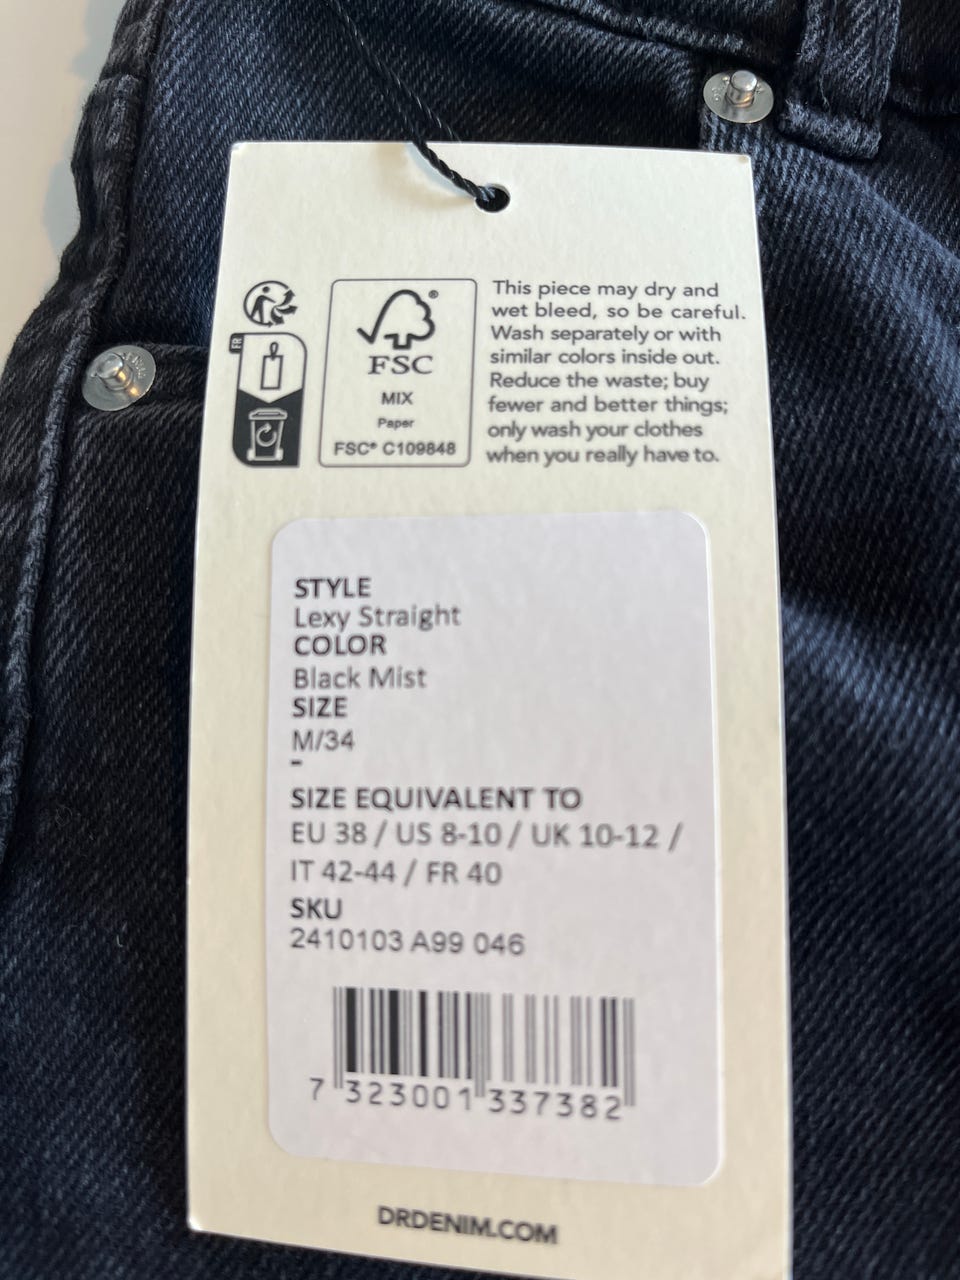 This piece may dry and
wet bleed, so be careful.
Wash separately or with
similar colors inside out.
Reduce the waste; buy
fewer and better things;
only wash your clothes
when you really have to.
FR
FSC®
MIX
Paper
FSC® C109848
STYLE
Lexy Straight
COLOR
Black Mist
SIZE
M/34
-
SIZE EQUIVALENT TO
EU 38 / US 8-10 / UK 10-12 /
IT 42-44 / FR 40
SKU
2410103 A99 046
7 323001 337382
DRDENIM.COM